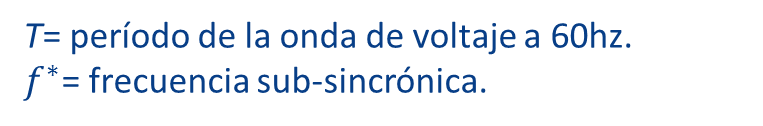 T= período de la onda de voltaje a 60hz.
f*= frecuencia sub-sincrónica.